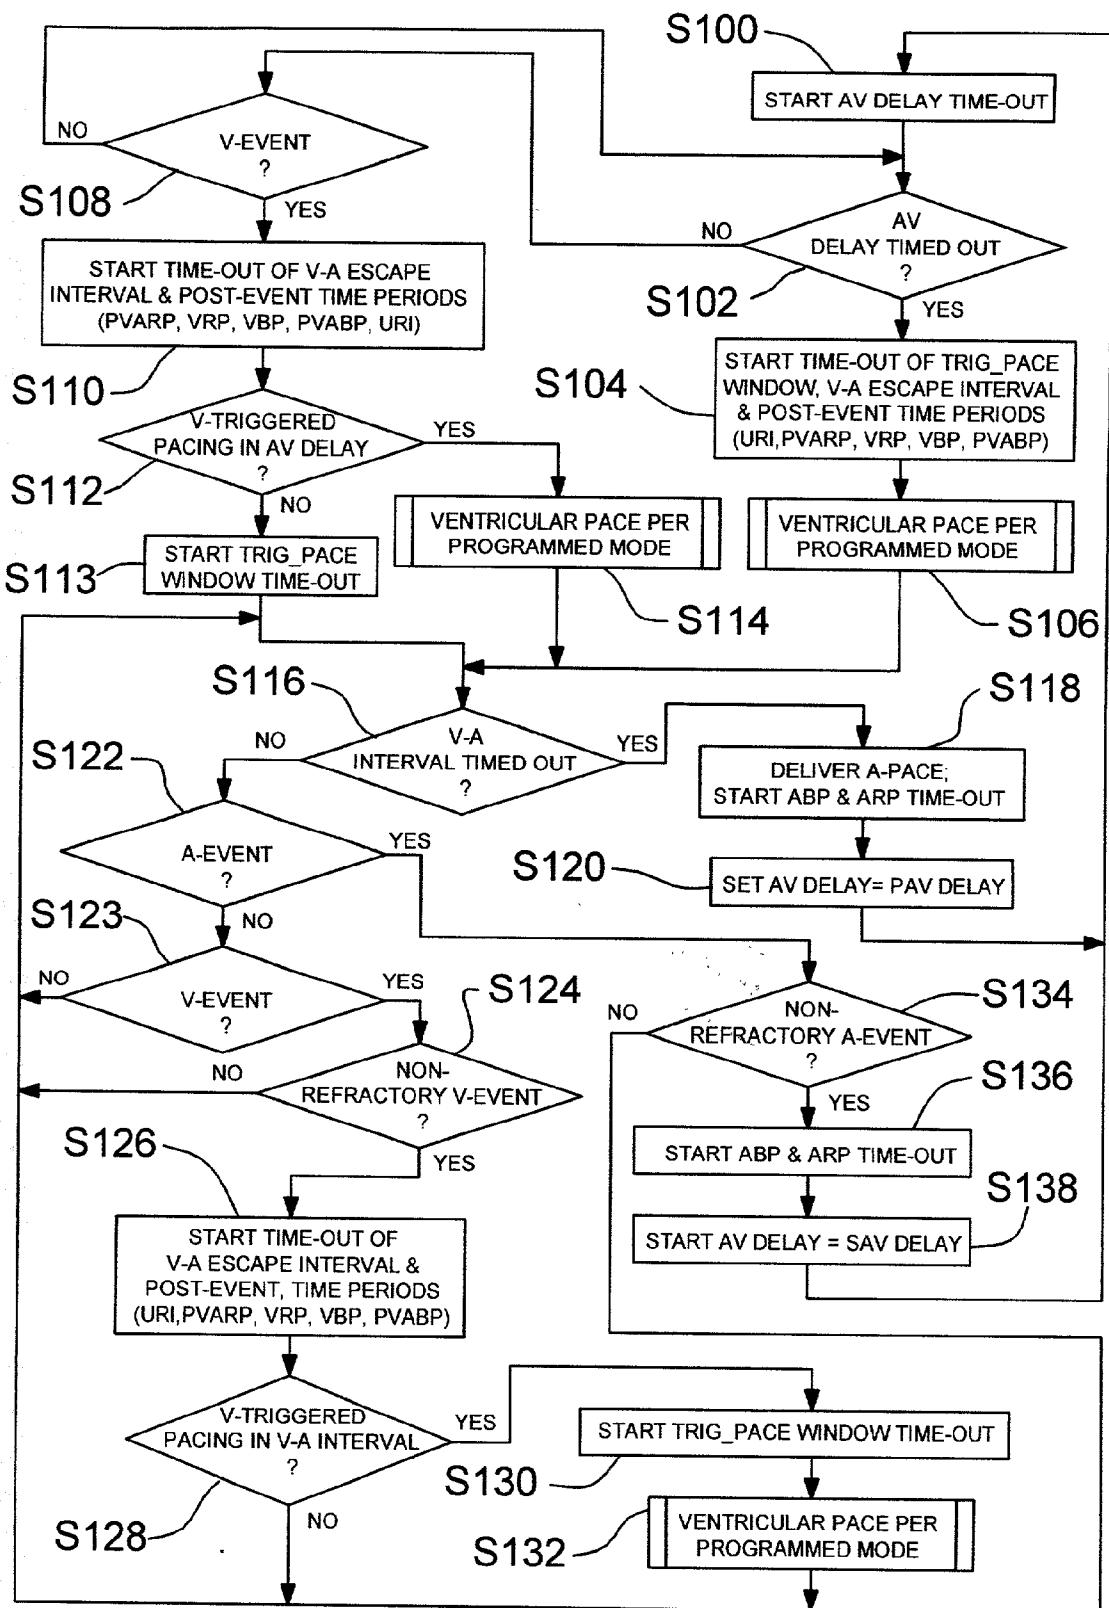 S100
START AV DELAY TIME-OUT
NO
V-EVENT
?
S108
YES
NO
AV
DELAY TIMED OUT
?
S102
YES
START TIME-OUT OF V-A ESCAPE
INTERVAL & POST-EVENT TIME PERIODS
(PVARP, VRP, VBP, PVABP, URI)
S110
S104
START TIME-OUT OF TRIG_PACE
WINDOW, V-A ESCAPE INTERVAL
& POST-EVENT TIME PERIODS
(URI,PVARP, VRP, VBP, PVABP)
V-TRIGGERED
PACING IN AV DELAY
?
YES
S112
NO
VENTRICULAR PACE PER
PROGRAMMED MODE
VENTRICULAR PACE PER
PROGRAMMED MODE
S113
START TRIG_PACE
WINDOW TIME-OUT
S114
S106
S116
V-A
INTERVAL TIMED OUT
?
NO
YES
S118
DELIVER A-PACE;
START ABP & ARP TIME-OUT
S122
A-EVENT
?
YES
NO
S120
SET AV DELAY= PAV DELAY
S123
NO
V-EVENT
?
YES
S124
NON-
REFRACTORY V-EVENT
?
NO
YES
NO
NON-
REFRACTORY A-EVENT
?
S134
YES
S136
START ABP & ARP TIME-OUT
S138
START AV DELAY = SAV DELAY
S126
START TIME-OUT OF
V-A ESCAPE INTERVAL &
POST-EVENT, TIME PERIODS
(URI,PVARP, VRP, VBP, PVABP)
V-TRIGGERED
PACING IN V-A INTERVAL
?
YES
S128
NO
START TRIG_PACE WINDOW TIME-OUT
S130
S132
VENTRICULAR PACE PER
PROGRAMMED MODE